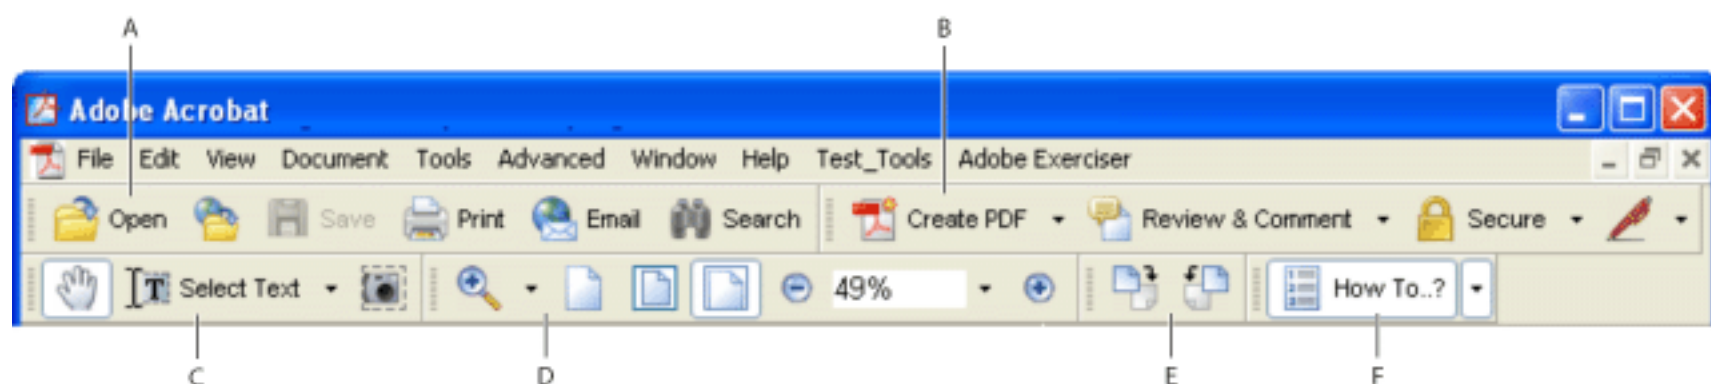 A B
Adobe Acrobat
File Edit View Document Tools Advanced Window Help Test_Tools Adobe Exerciser
Open Save Print Email Search Create PDF Review & Comment Secure
T Select Text 49% How To..?
C D E F